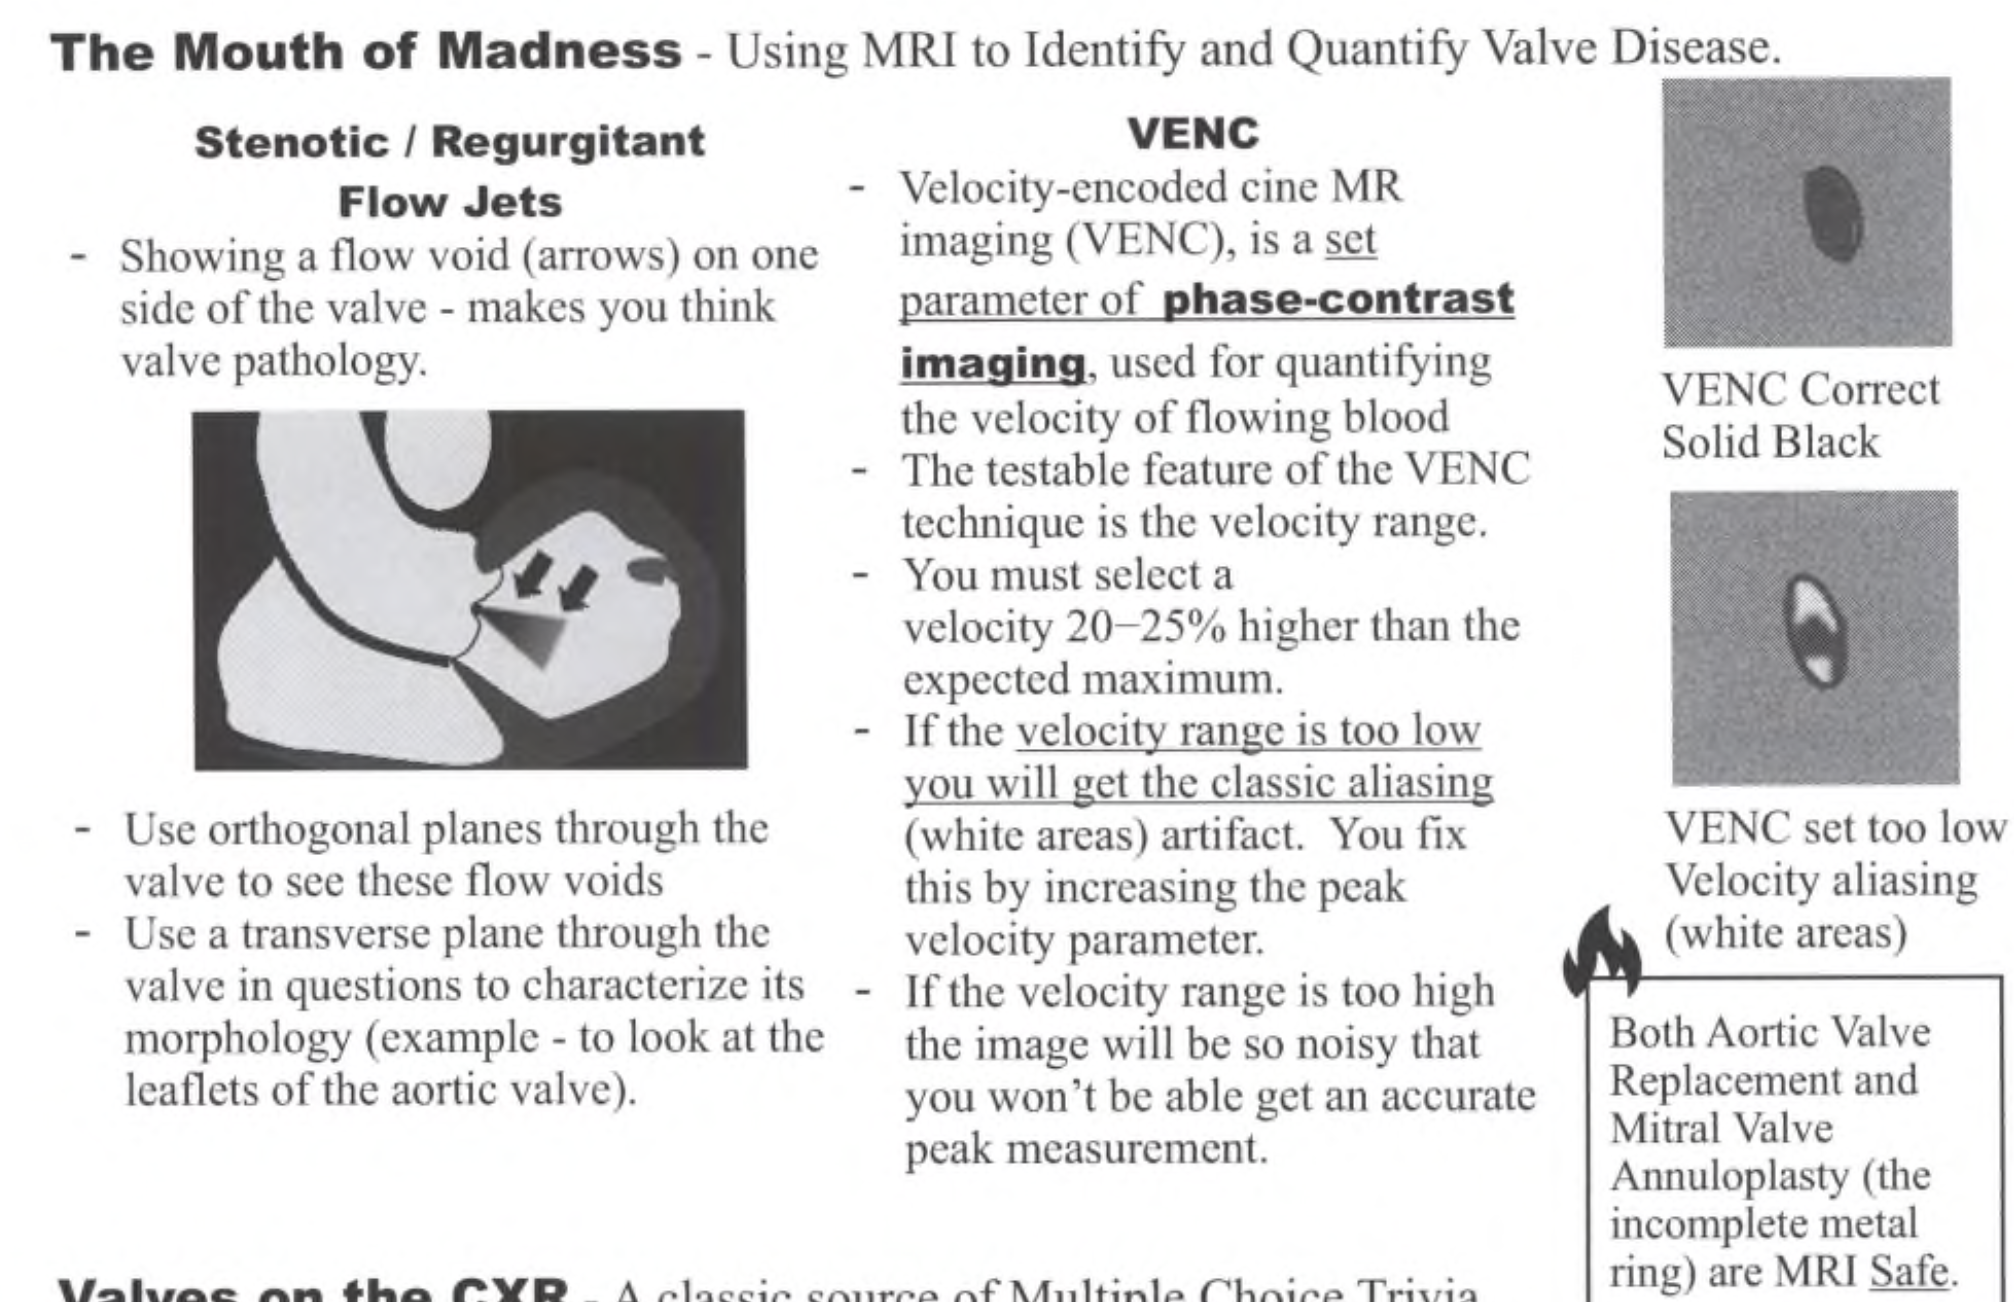 The Mouth of Madness - Using MRI to Identify and Quantify Valve Disease.
Stenotic / Regurgitant
Flow Jets
- Showing a flow void (arrows) on one
side of the valve - makes you think
valve pathology.
- Use orthogonal planes through the
valve to see these flow voids
- Use a transverse plane through the
valve in questions to characterize its
morphology (example - to look at the
leaflets of the aortic valve).
VENC
- Velocity-encoded cine MR
imaging (VENC), is a set
parameter of phase-contrast
imaging, used for quantifying
the velocity of flowing blood
- The testable feature of the VENC
technique is the velocity range.
- You must select a
velocity 20–25% higher than the
expected maximum.
- If the velocity range is too low
you will get the classic aliasing
(white areas) artifact. You fix
this by increasing the peak
velocity parameter.
- If the velocity range is too high
the image will be so noisy that
you won't be able get an accurate
peak measurement.
VENC Correct
Solid Black
VENC set too low
Velocity aliasing
(white areas)
Both Aortic Valve
Replacement and
Mitral Valve
Annuloplasty (the
incomplete metal
ring) are MRI Safe.
Valves on the CXR - A classic source of Multiple Choice Trivia